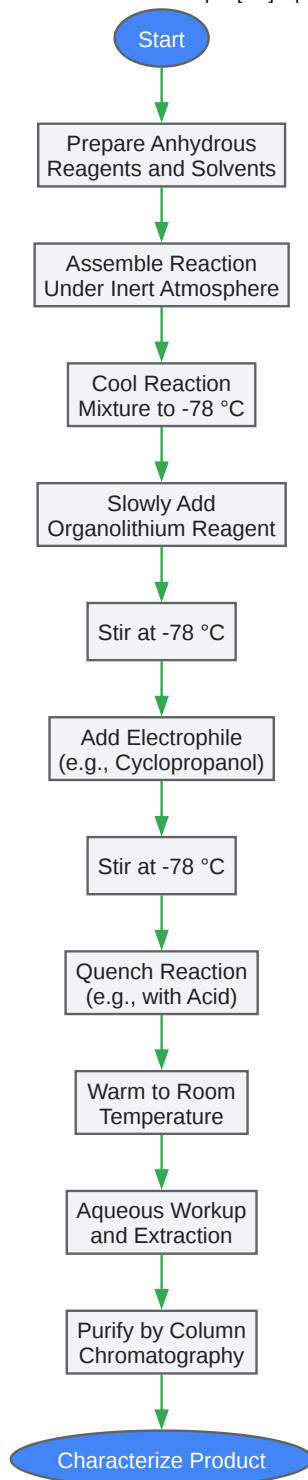 Start
Prepare Anhydrous
Reagents and Solvents
Assemble Reaction
Under Inert Atmosphere
Cool Reaction
Mixture to -78 °C
Slowly Add
Organolithium Reagent
Stir at -78 °C
Add Electrophile
(e.g., Cyclopropanol)
Stir at -78 °C
Quench Reaction
(e.g., with Acid)
Warm to Room
Temperature
Aqueous Workup
and Extraction
Purify by Column
Chromatography
Characterize Product